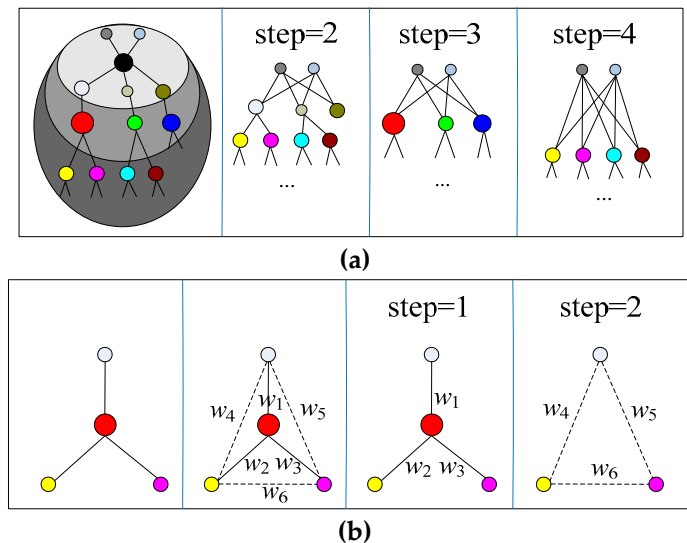 step=2 step=3 step=4
... ... ...
(a)
step=1 step=2
w1 w4 w5 w1 w4 w5
w2 w3 w2 w3 w6
w6
(b)